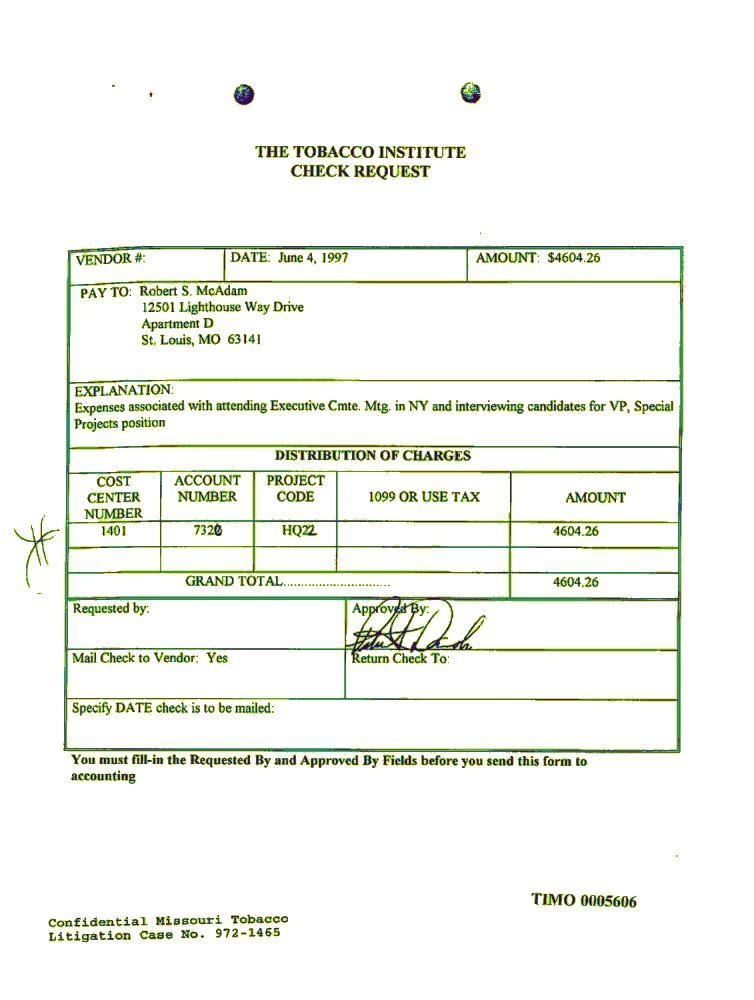 THE TOBACCO INSTITUTE
CHECK REQUEST
VENDOR #: DATE: June 4, 1997 AMOUNT: $4604.26
PAY TO: Robert S. McAdam
12501 Lighthouse Way Drive
Apartment D
St. Louis, MO 63141
EXPLANATION:
Expenses associated with attending Executive Cmte. Mtg. in NY and interviewing candidates for VP, Special
Projects position
DISTRIBUTION OF CHARGES
COST CENTER NUMBER ACCOUNT NUMBER PROJECT CODE 1099 OR USE TAX AMOUNT
1401 HQ22 4604.26
GRAND TOTAL.............................. 4604.26
Requested by: Approved By:
Mail Check to Vendor: Yes Return Check To:
Specify DATE check is to be mailed:
You must fill-in the Requested By and Approved By Fields before you send this form to
accounting
TIMO 0005606
Confidential Missouri Tobacco
Litigation Case No. 972-1465